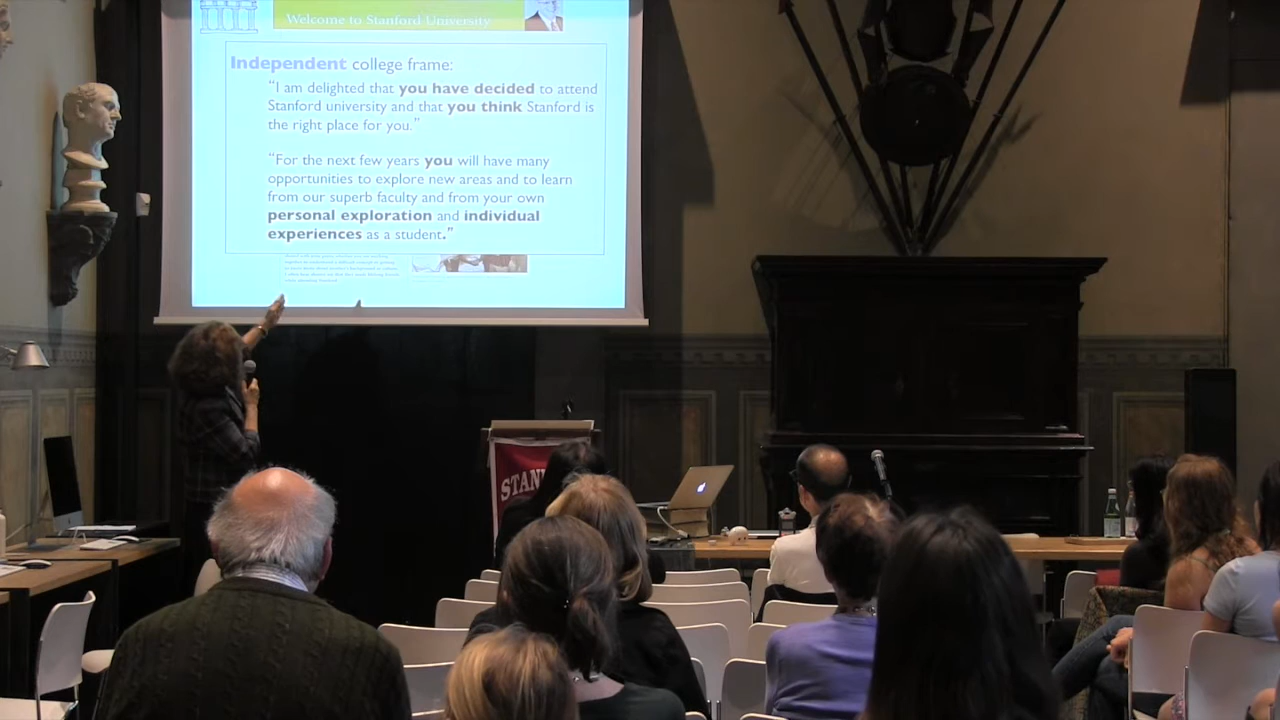 Welcome to Stanford University
Independent college frame:
“I am delighted that you have decided to attend
Stanford university and that you think Stanford is
the right place for you.”
“For the next few years you will have many
opportunities to explore new areas and to learn
from our superb faculty and from your own
personal exploration and individual
experiences as a student.”
STAN